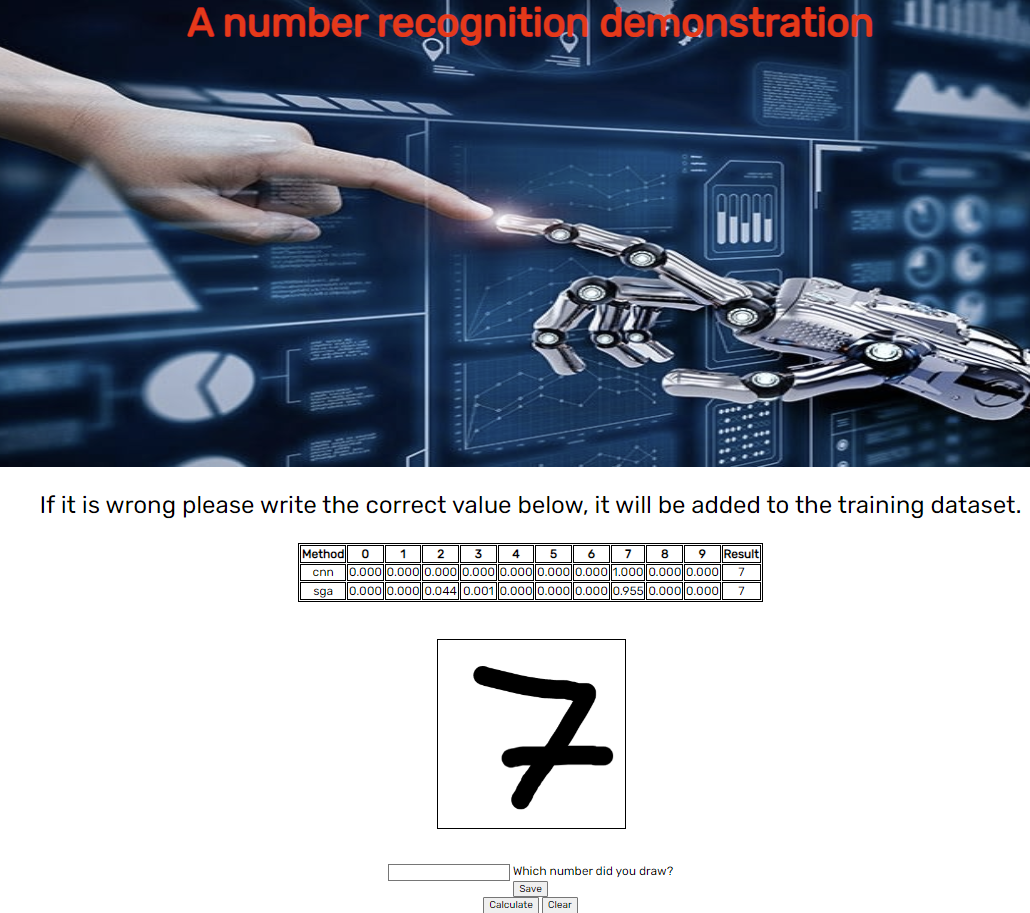 A number recognition demonstration
If it is wrong please write the correct value below, it will be added to the training dataset.
Method 0 1 2 3 4 5 6 7 8 9 Result
cnn 0.000 0.000 0.000 0.000 0.000 0.000 0.000 1.000 0.000 0.000 7
sga 0.000 0.000 0.044 0.001 0.000 0.000 0.000 0.955 0.000 0.000 7
7
Which number did you draw?
Save
Calculate Clear